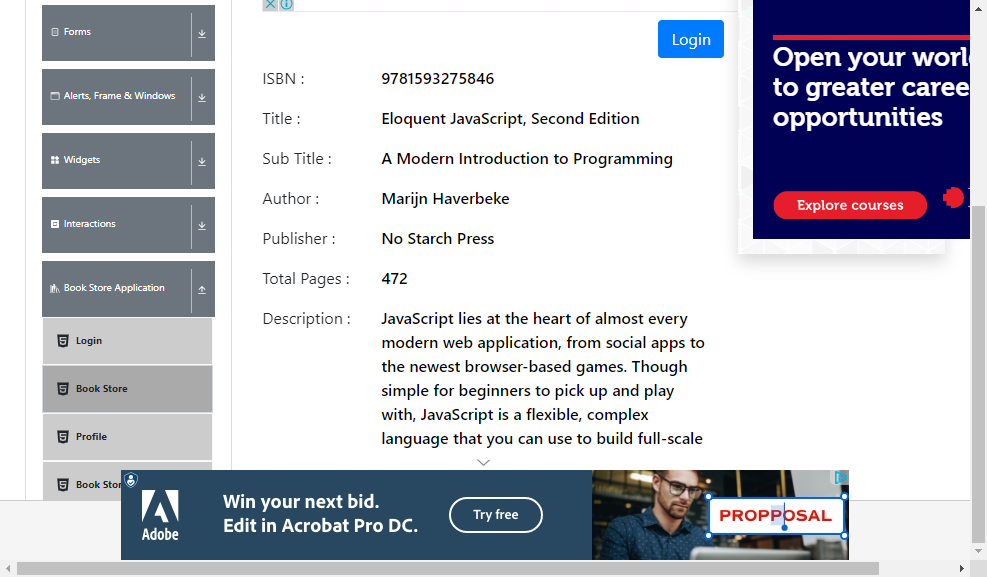 Forms
Alerts, Frame & Windows
Widgets
Interactions
Book Store Application
Login
Book Store
Profile
Login
ISBN :
9781593275846
Title :
Eloquent JavaScript, Second Edition
Sub Title :
A Modern Introduction to Programming
Author :
Marijn Haverbeke
Publisher :
No Starch Press
Total Pages :
472
Description :
JavaScript lies at the heart of almost every
modern web application, from social apps to
the newest browser-based games. Though
simple for beginners to pick up and play
with, JavaScript is a flexible, complex
language that you can use to build full-scale
Open your
to greater
opportunities
Explore courses
Book
Adobe
Win your next bid.
Edit in Acrobat Pro DC.
Try free
PROPPOSAL